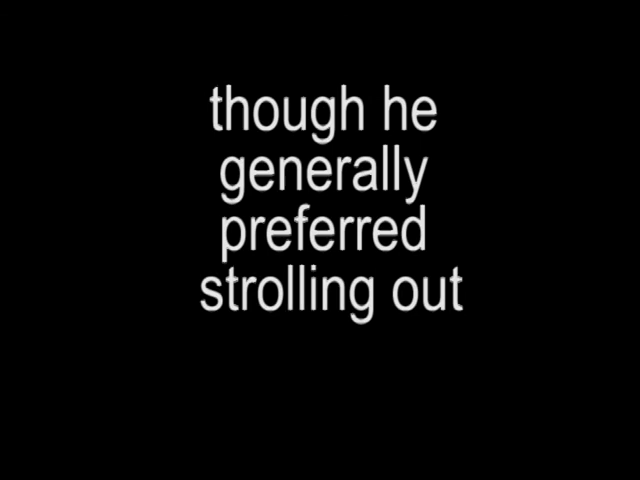 though he
generally
preferred
strolling out